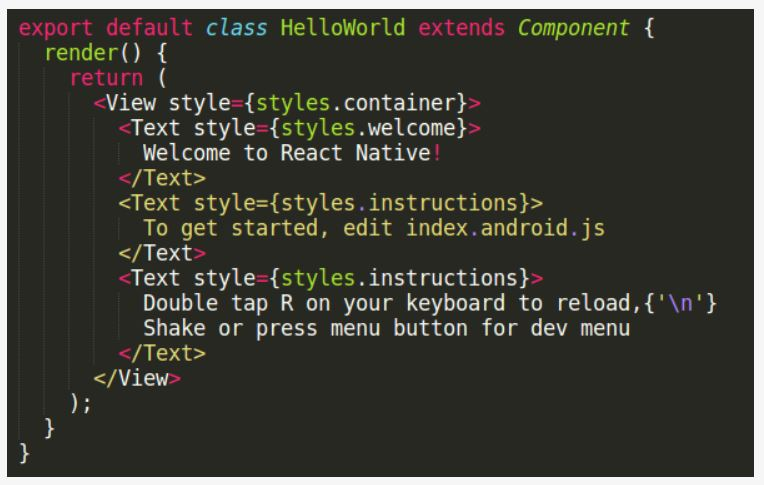 export default class HelloWorld extends Component {
  render() {
    return (
      <View style={styles.container}>
        <Text style={styles.welcome}>
          Welcome to React Native!
        </Text>
        <Text style={styles.instructions}>
          To get started, edit index.android.js
        </Text>
        <Text style={styles.instructions}>
          Double tap R on your keyboard to reload,{'\n'}
          Shake or press menu button for dev menu
        </Text>
      </View>
    );
  }
}